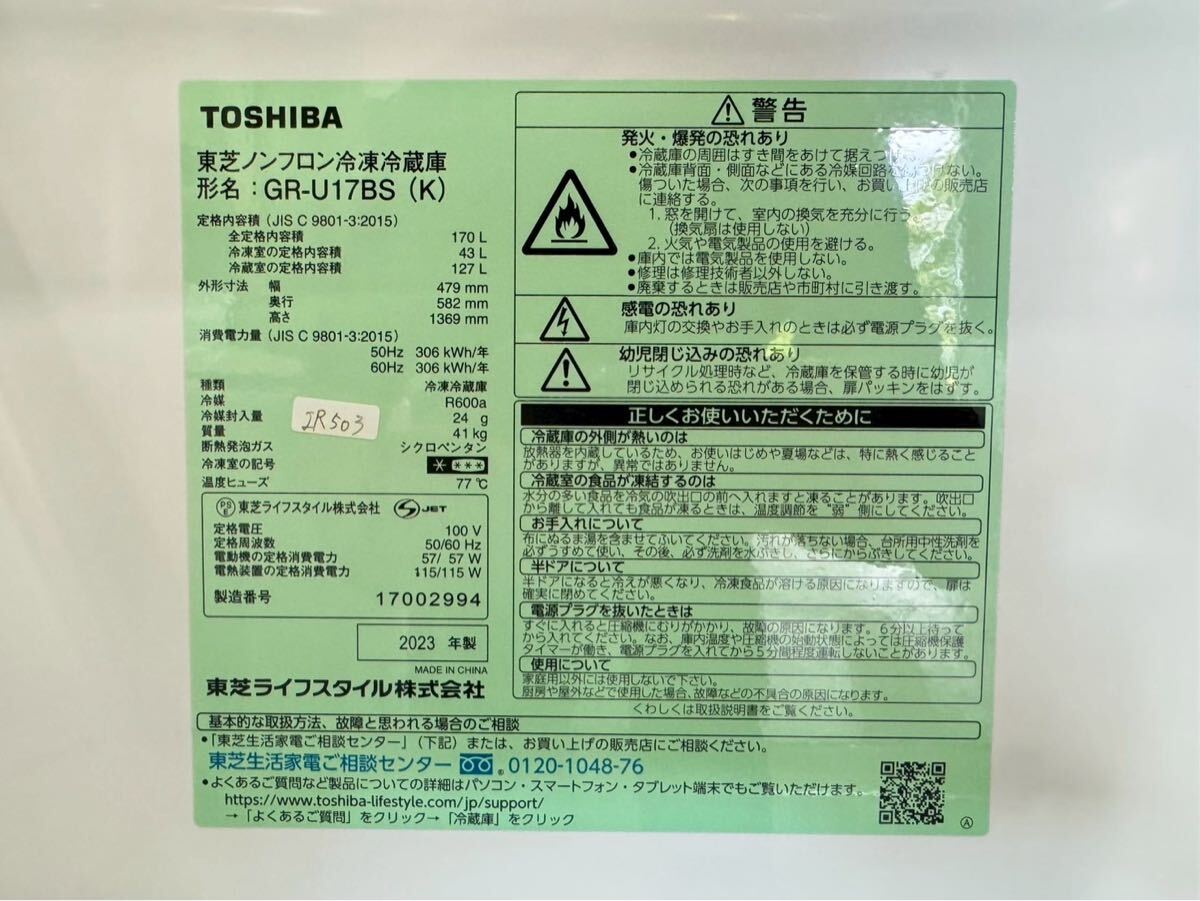 TOSHIBA
東芝ノンフロン冷凍冷蔵庫
形名：GR-U17BS（K）
定格内容積（JIS C 9801-3:2015）
全定格内容積 170 L
冷凍室の定格内容積 43 L
冷蔵室の定格内容積 127 L
外形寸法 幅 479 mm
奥行 582 mm
高さ 1369 mm
消費電力量（JIS C 9801-3:2015）
50Hz 306 kWh/年
60Hz 306 kWh/年
種類 冷凍冷蔵庫
冷媒 R600a
冷媒封入量 24 g
質量 41 kg
断熱発泡ガス シクロペンタン
冷凍室の記号
温度ヒューズ 77 ℃
IR503
PS E 東芝ライフスタイル株式会社 JET
定格電圧 100 V
定格周波数 50/60 Hz
電動機の定格消費電力 57/ 57 W
電熱装置の定格消費電力 115/115 W
製造番号 17002994
2023 年製
MADE IN CHINA
東芝ライフスタイル株式会社
警告
発火・爆発の恐れあり
●冷蔵庫の周囲はすき間をあけて据えつ
●冷蔵庫背面・側面などにある冷媒回路を つけない。
傷ついた場合、次の事項を行い、お買い上げの販売店
に連絡する。
1. 窓を開けて、室内の換気を充分に行う。
（換気扇は使用しない）
2. 火気や電気製品の使用を避ける。
●庫内では電気製品を使用しない。
●修理は修理技術者以外しない。
●廃棄するときは販売店や市町村に引き渡す。
感電の恐れあり
庫内灯の交換やお手入れのときは必ず電源プラグを抜く。
幼児閉じ込みの恐れあり
リサイクル処理時など、冷蔵庫を保管する時に幼児が
閉じ込められる恐れがある場合、扉パッキンをはずす。
正しくお使いいただくために
冷蔵庫の外側が熱いのは
放熱器を内蔵しているため、お使いはじめや夏場などは、特に熱く感じること
がありますが、異常ではありません。
冷蔵室の食品が凍結するのは
水分の多い食品を冷気の吹出口の前へ入れますと凍ることがあります。吹出口
から離して入れても食品が凍るときは、温度調節を“弱”側にしてください。
お手入れについて
布にぬるま湯を含ませてふいてください。汚れが落ちない場合、台所用中性洗剤を
必ずうすめて使い、その後、必ず洗剤を水ぶきし、さらにからぶきしてください。
半ドアについて
半ドアになると冷えが悪くなり、冷凍食品が溶ける原因になりますので、扉は
確実に閉めてください。
電源プラグを抜いたときは
すぐに入れると圧縮機にむりがかかり、故障の原因になります。6分以上待って
から入れてください。なお、庫内温度や圧縮機の始動状態によっては圧縮機保護
タイマーが働き、電源プラグを入れてから5分間程度運転しないことがあります。
使用について
家庭用以外には使用しないで下さい。
厨房や屋外などで使用した場合、故障などの不具合の原因になります。
くわしくは取扱説明書をご覧ください。
基本的な取扱方法、故障と思われる場合のご相談
●「東芝生活家電ご相談センター」（下記）または、お買い上げの販売店にご相談ください。
東芝生活家電ご相談センター 0120-1048-76
●よくあるご質問など製品についての詳細はパソコン・スマートフォン・タブレット端末でもご覧いただけます。
https://www.toshiba-lifestyle.com/jp/support/
→「よくあるご質問」をクリック→「冷蔵庫」をクリック
Ⓐ